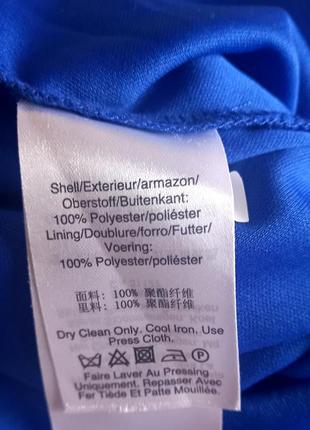 Shell/Exterieur/armazon/
Oberstoff/Buitenkant:
100% Polyester/poliéster
Lining/Doublure/forro/Futter/
Voering:
100% Polyester/poliéster
面料: 100% 聚酯纤维
里料: 100% 聚酯纤维
Dry Clean Only. Cool Iron, Use
Press Cloth.
P
Faire Laver Au Pressing
Uniquement. Repasser Avec
Fer Tiède Et Patte Mouillée.